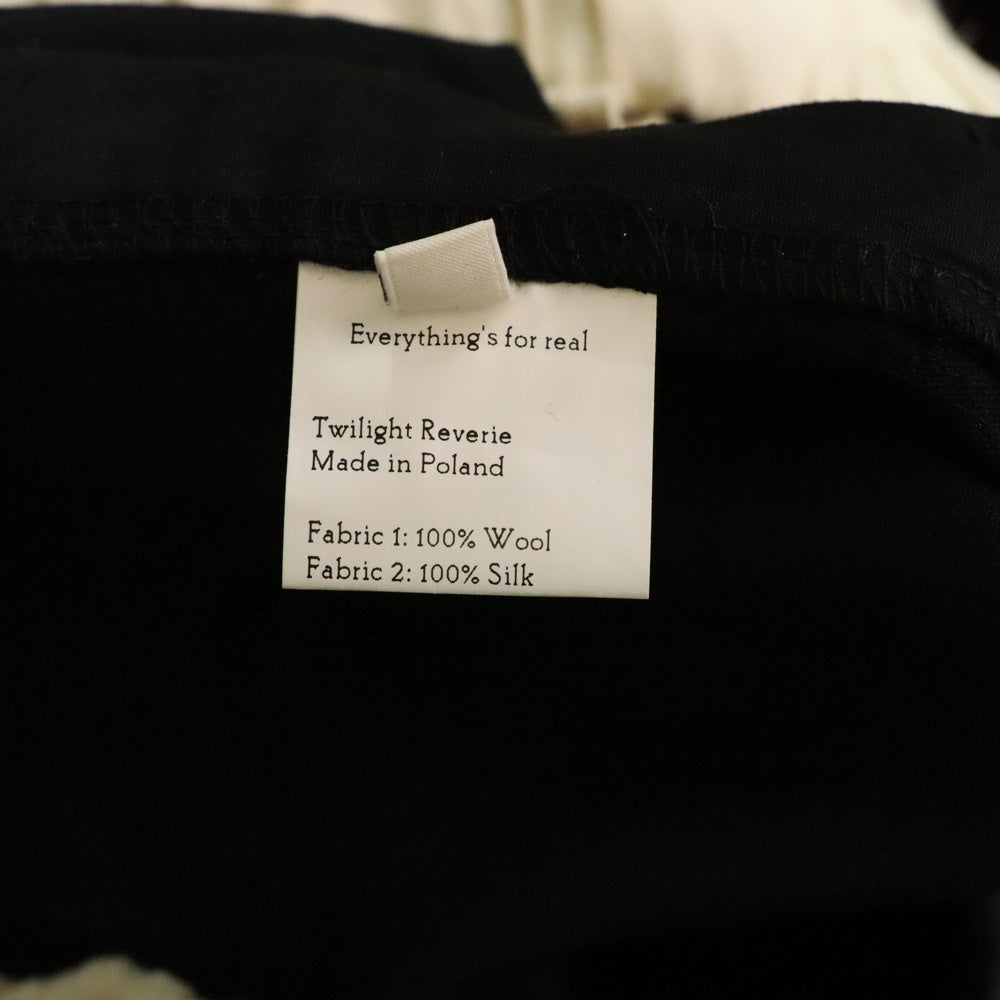 Everything's for real
Twilight Reverie
Made in Poland
Fabric 1: 100% Wool
Fabric 2: 100% Silk